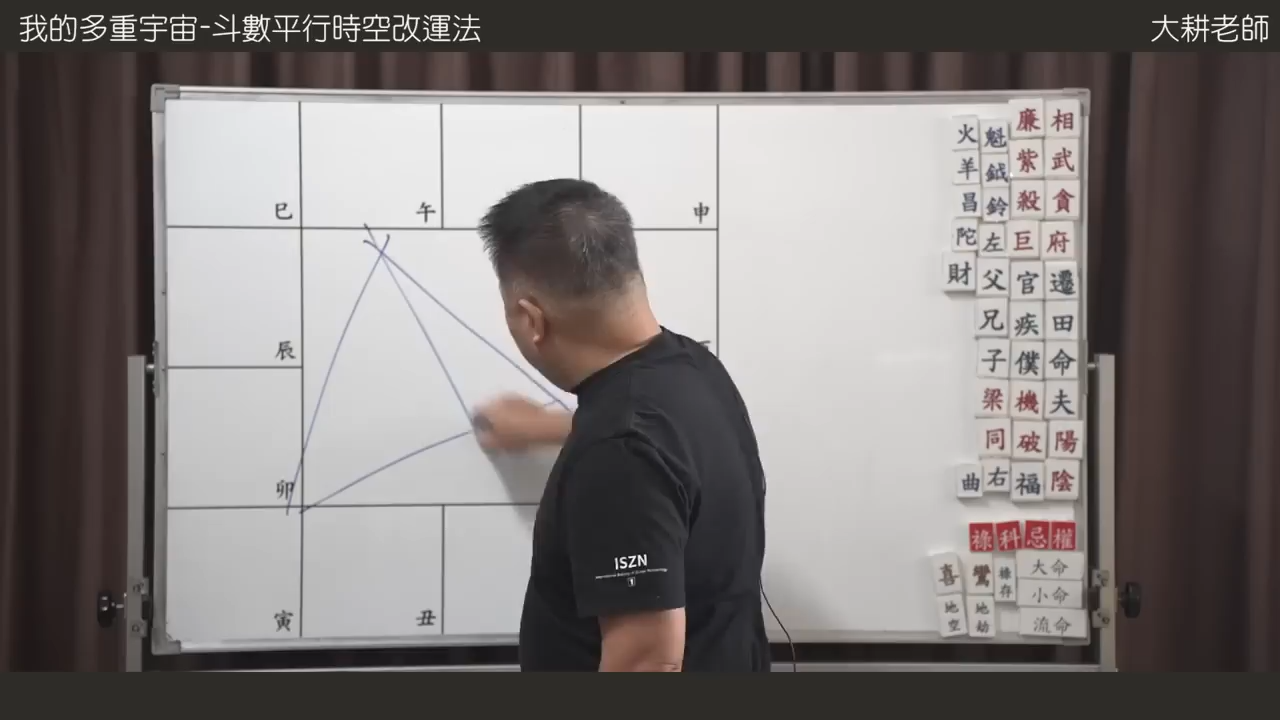 我的多重宇宙-斗數平行時空改運法
大耕老師
巳
午
申
辰
卯
寅
丑
火 魁 廉 相
羊 鉞 紫 武
昌 鈴 殺 貪
陀 左 巨 府
財 父 官 遷
兄 疾 田
子 僕 命
梁 機 夫
同 破 陽
曲 右 福 陰
祿 科 忌 權
喜 鸞 祿存 大命
小命
地空 地劫 流命
ISZN